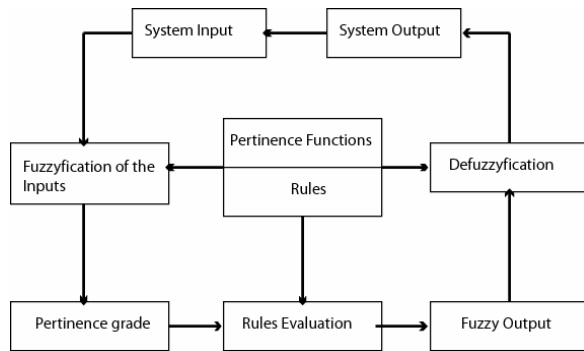 System Input
System Output
Pertinence Functions
Fuzzyfication of the
Inputs
Defuzzyfication
Rules
Pertinence grade
Rules Evaluation
Fuzzy Output